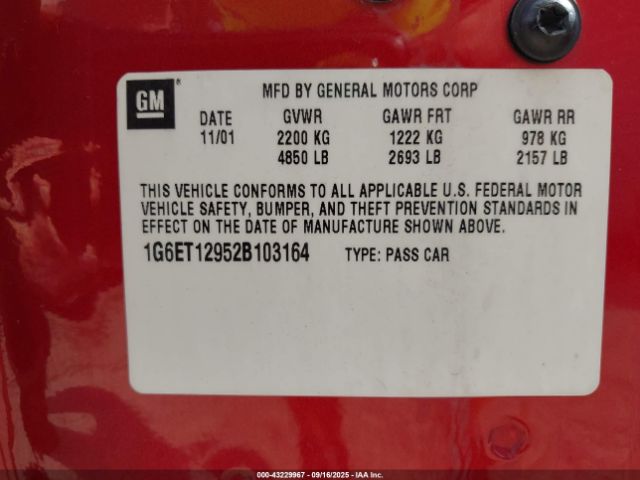 GM®
MFD BY GENERAL MOTORS CORP
DATE GVWR GAWR FRT GAWR RR
11/01 2200 KG 1222 KG 978 KG
4850 LB 2693 LB 2157 LB
THIS VEHICLE CONFORMS TO ALL APPLICABLE U.S. FEDERAL MOTOR
VEHICLE SAFETY, BUMPER, AND THEFT PREVENTION STANDARDS IN
EFFECT ON THE DATE OF MANUFACTURE SHOWN ABOVE.
1G6ET12952B103164 TYPE: PASS CAR
000-43229967 - 09/16/2025 - IAA Inc.